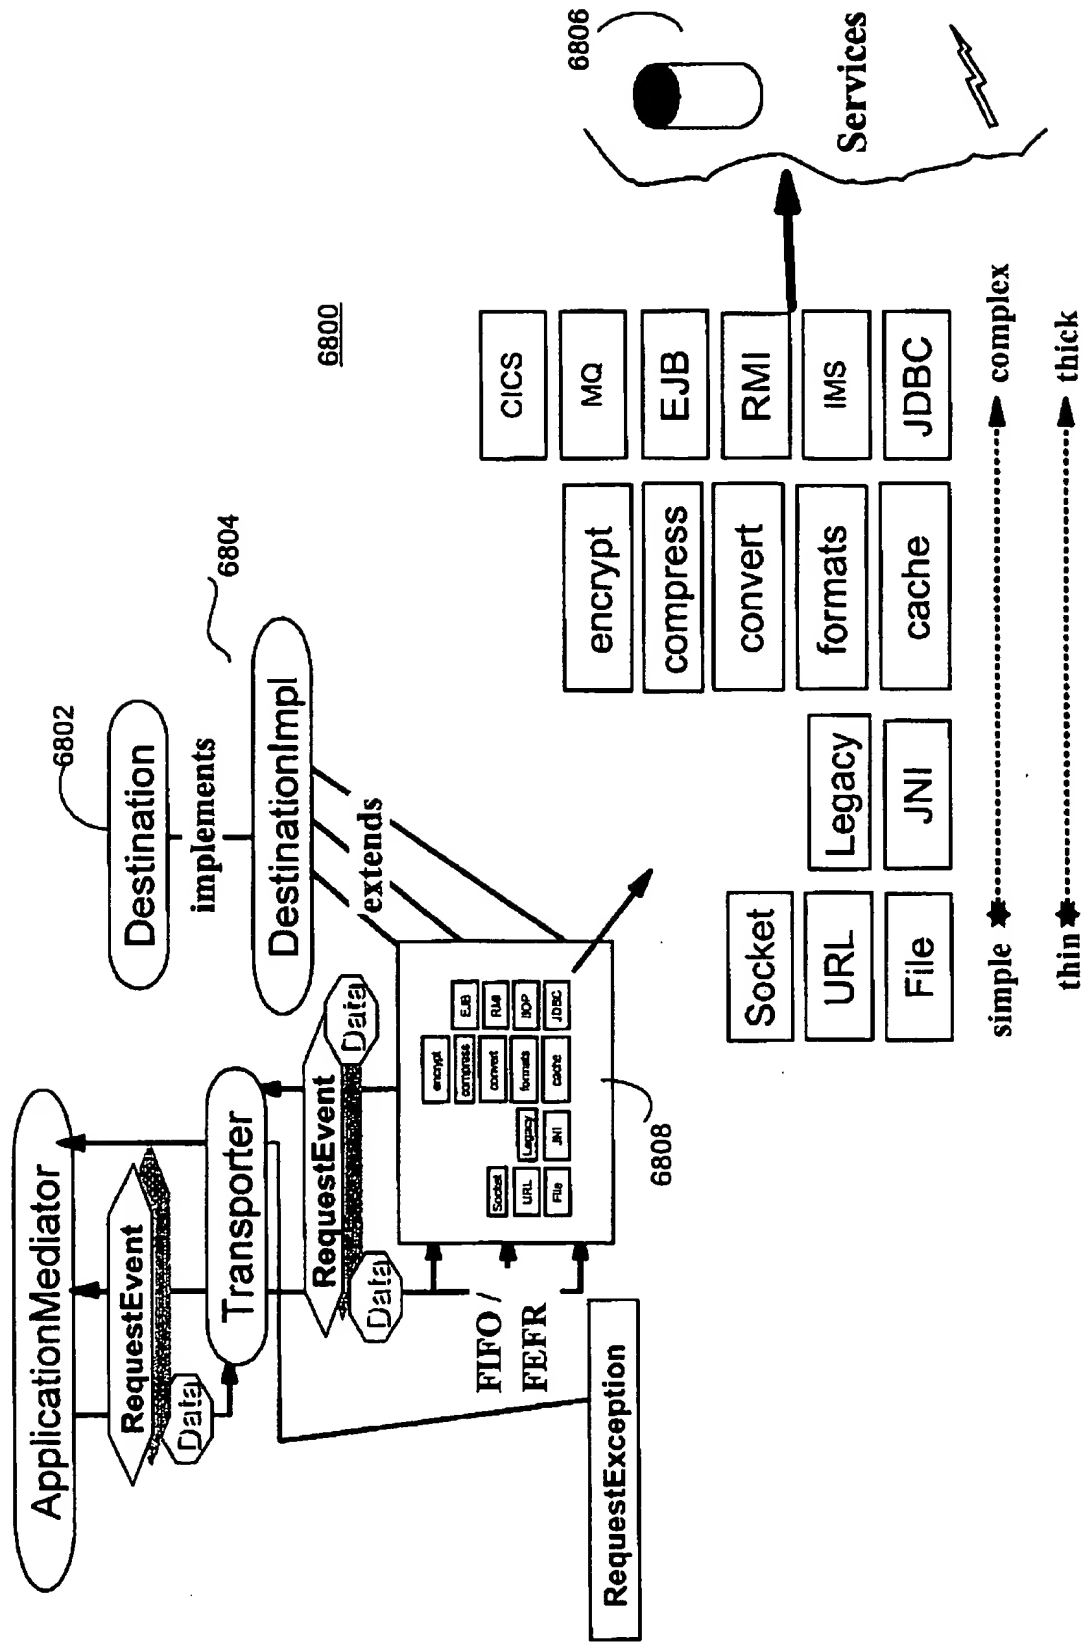 ApplicationMediator
RequestEvent
Data
Transporter
RequestEvent
Data
Data
FIFO /
FEFR
RequestException
Destination
6802
implements
DestinationImpl
6804
extends
Socket
URL
File
Legacy
JNI
encrypt
compress
convert
formats
cache
EJB
RMI
IIOP
JDBC
6808
6800
Socket
URL
File
Legacy
JNI
encrypt
compress
convert
formats
cache
CICS
MQ
EJB
RMI
IMS
JDBC
6806
Services
simple
complex
thin
thick